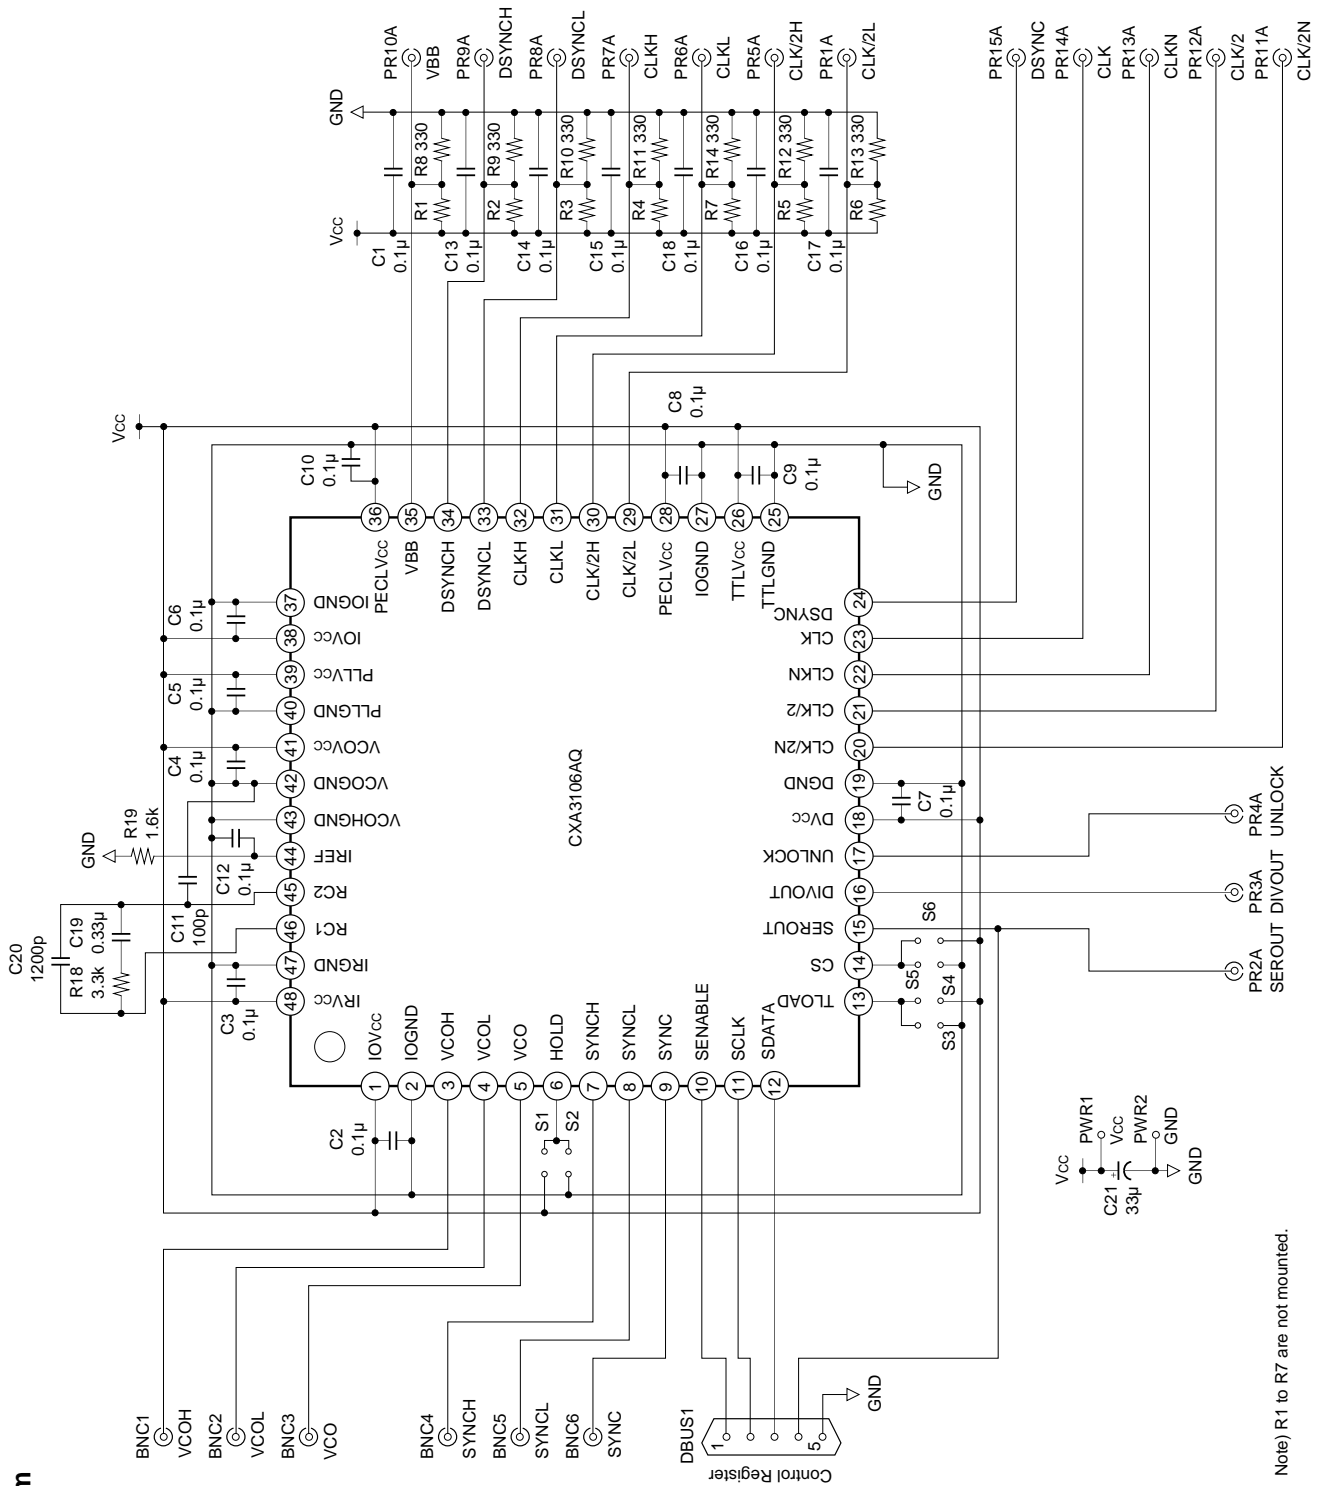 m
BNC1
VCOH
BNC2
VCOL
BNC3
VCO
BNC4
SYNCH
BNC5
SYNCL
BNC6
SYNC
DBUS1
1
5
Control Register
GND
C20
1200p
R18
3.3k
C19
0.33µ
C11
100p
GND
R19
1.6k
C12
0.1µ
C3
0.1µ
C4
0.1µ
C5
0.1µ
C6
0.1µ
Vcc
C10
0.1µ
C8
0.1µ
C9
0.1µ
GND
C2
0.1µ
S1
S2
CXA3106AQ
1 IOVcc
2 IOGND
3 VCOH
4 VCOL
5 VCO
6 HOLD
7 SYNCH
8 SYNCL
9 SYNC
10 SENABLE
11 SCLK
12 SDATA
13 TLOAD
14 CS
15 SEROUT
16 DIVOUT
17 UNLOCK
18 DVcc
19 DGND
20 CLK/2N
21 CLK/2
22 CLKN
23 CLK
24 DSYNC
25 TTLGND
26 TTLVcc
27 IOGND
28 PECLVcc
29 CLK/2L
30 CLK/2H
31 CLKL
32 CLKH
33 DSYNCL
34 DSYNCH
35 VBB
36 PECLVcc
37 IOGND
38 IOVcc
39 PLLVcc
40 PLLGND
41 VCOVcc
42 VCOGND
43 VCOHGND
44 IREF
45 RC2
46 RC1
47 IRGND
48 IRVcc
S3
S4
S5
S6
C7
0.1µ
Vcc
GND
C1
0.1µ
R1
R8 330
C13
0.1µ
R2
R9 330
C14
0.1µ
R3
R10 330
C15
0.1µ
R4
R11 330
C18
0.1µ
R7
R14 330
C16
0.1µ
R5
R12 330
C17
0.1µ
R6
R13 330
PR10A
VBB
PR9A
DSYNCH
PR8A
DSYNCL
PR7A
CLKH
PR6A
CLKL
PR5A
CLK/2H
PR1A
CLK/2L
PR15A
DSYNC
PR14A
CLK
PR13A
CLKN
PR12A
CLK/2
PR11A
CLK/2N
PR4A
UNLOCK
PR3A
DIVOUT
PR2A
SEROUT
Vcc
PWR1
Vcc
C21
33µ
+
PWR2
GND
GND
Note) R1 to R7 are not mounted.